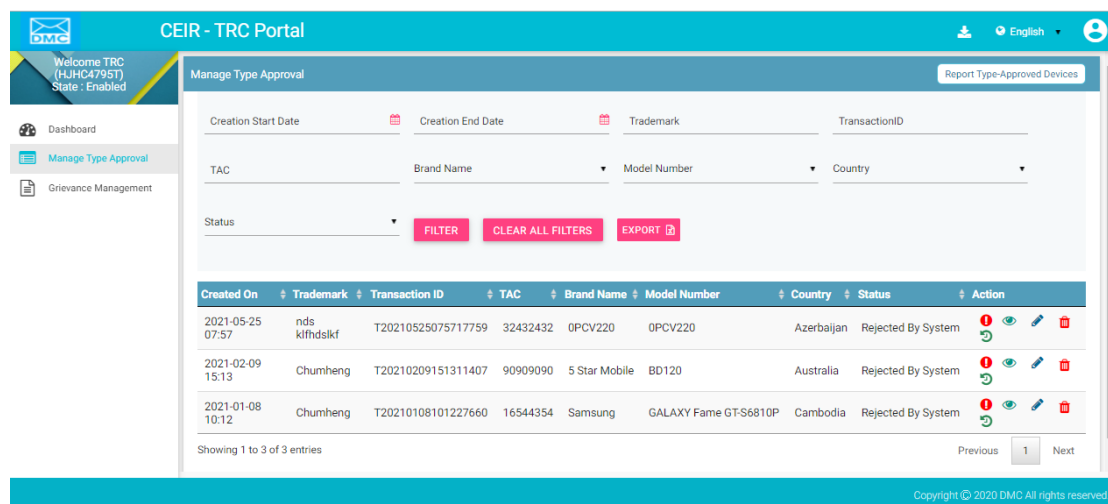 DMC
CEIR - TRC Portal
English
Welcome TRC
(HJHC4795T)
State : Enabled
Dashboard
Manage Type Approval
Grievance Management
Manage Type Approval
Report Type-Approved Devices
Creation Start Date
Creation End Date
Trademark
TransactionID
TAC
Brand Name
Model Number
Country
Status
FILTER
CLEAR ALL FILTERS
EXPORT
Created On Trademark Transaction ID TAC Brand Name Model Number Country Status Action
2021-05-25 nds
07:57 klfhdslkf T20210525075717759 32432432 0PCV220 0PCV220 Azerbaijan Rejected By System
2021-02-09
15:13 Chumheng T20210209151311407 90909090 5 Star Mobile BD120 Australia Rejected By System
2021-01-08
10:12 Chumheng T20210108101227660 16544354 Samsung GALAXY Fame GT-S6810P Cambodia Rejected By System
Showing 1 to 3 of 3 entries
Previous 1 Next
Copyright © 2020 DMC All rights reserved